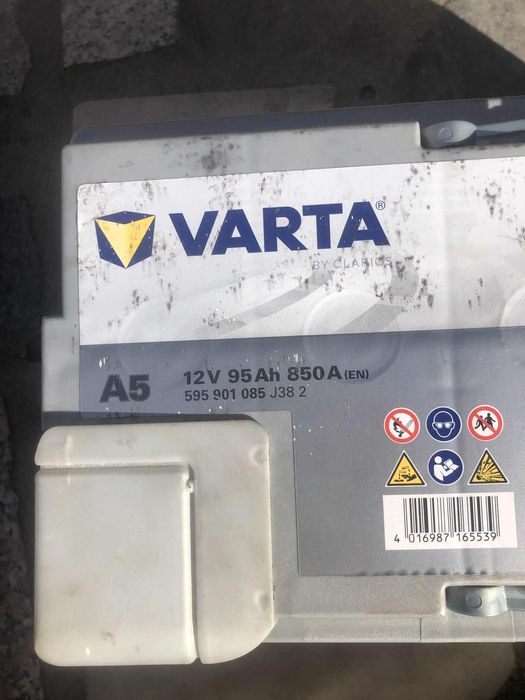 VARTA®
BY CLARIOS
A5
12V 95Ah 850A (EN)
595 901 085 J38 2
4 016987 165539